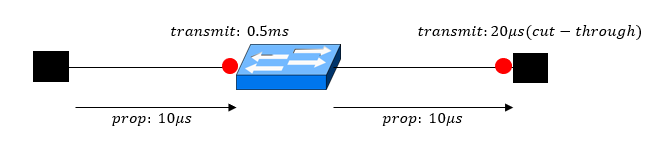 transmit: 0.5ms
transmit: 20μs(cut − through)
prop: 10μs
prop: 10μs